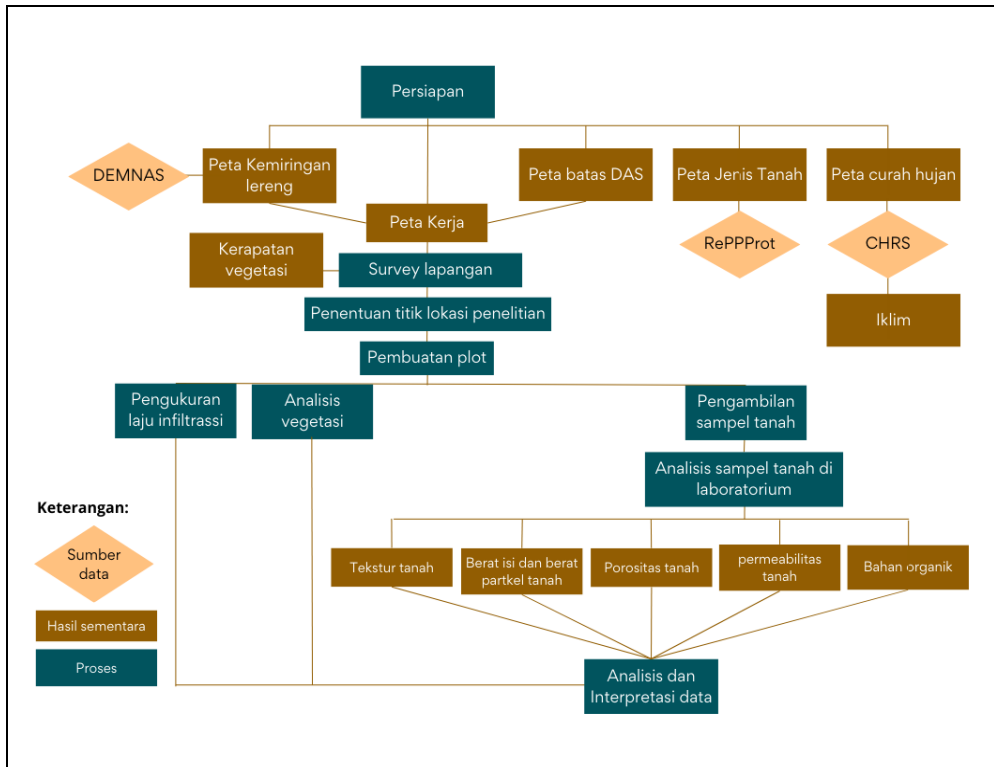 Persiapan
DEMNAS
Peta Kemiringan
lereng
Peta batas DAS
Peta Jenis Tanah
Peta curah hujan
Peta Kerja
RePPProt
CHRS
Kerapatan
vegetasi
Survey lapangan
Penentuan titik lokasi penelitian
Iklim
Pembuatan plot
Pengukuran
laju infiltrassi
Analisis
vegetasi
Pengambilan
sampel tanah
Analisis sampel tanah di
laboratorium
Keterangan:
Sumber
data
Hasil sementara
Proses
Tekstur tanah
Berat isi dan berat
partkel tanah
Porositas tanah
permeabilitas
tanah
Bahan organik
Analisis dan
Interpretasi data